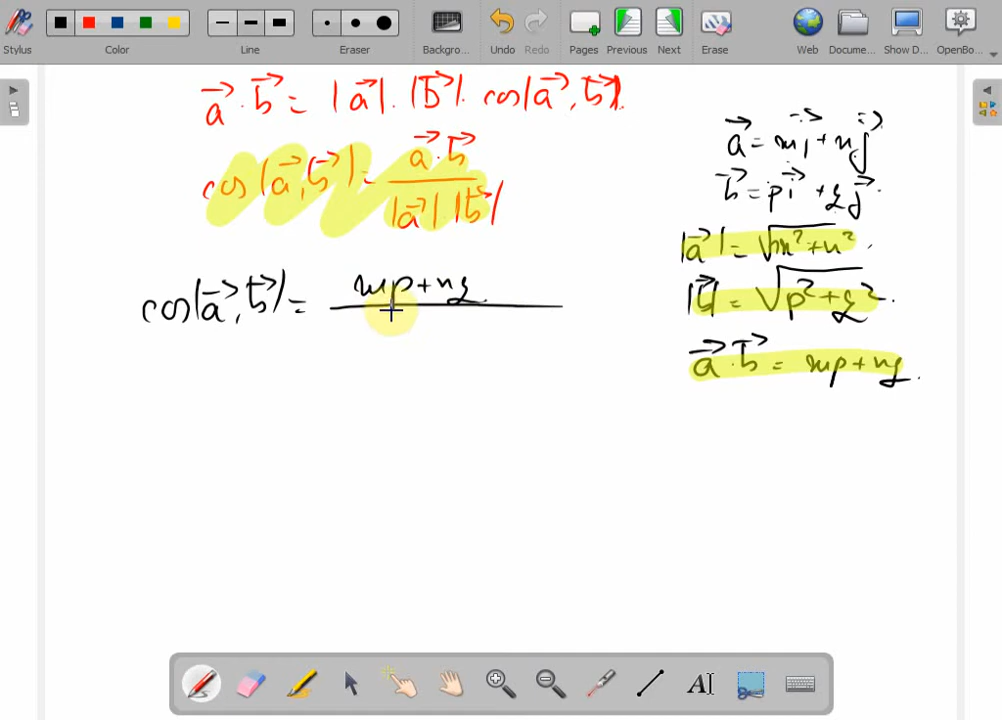 Stylus Color Line Eraser Backgro... Undo Redo Pages Previous Next Erase Web Docume... Show D... OpenBo...
a⃗ · b⃗ = |a⃗| · |b⃗| · cos(a⃗, b⃗).
cos(a⃗, b⃗) = a⃗ · b⃗ / |a⃗| · |b⃗|
cos(a⃗, b⃗) = mp+nq
a⃗ = mi⃗ + nj⃗
b⃗ = pi⃗ + qj⃗.
|a⃗| = √m²+n².
|b⃗| = √p²+q².
a⃗ · b⃗ = mp+nq.